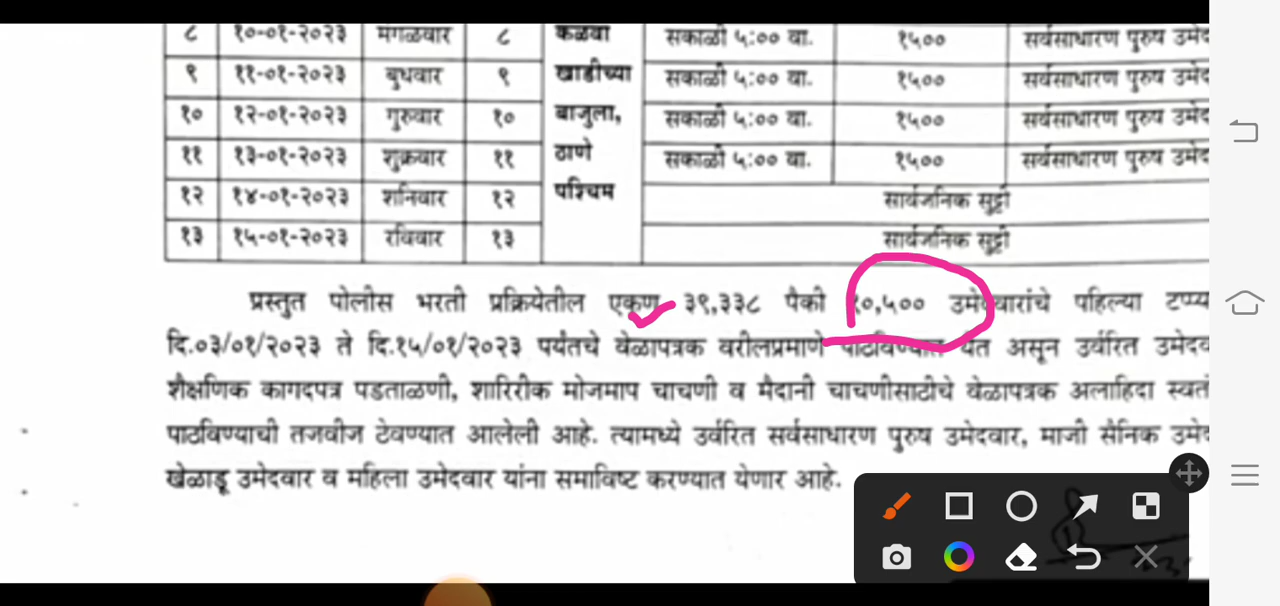 ८ १०-०१-२०२३ मंगळवार ८ कळवा सकाळी ५:०० वा. १५०० सर्वसाधारण पुरुष उमेद
९ ११-०१-२०२३ बुधवार ९ खाडीच्या सकाळी ५:०० वा. १५०० सर्वसाधारण पुरुष उमेद
१० १२-०१-२०२३ गुरुवार १० बाजुला, सकाळी ५:०० वा. १५०० सर्वसाधारण पुरुष उमेद
११ १३-०१-२०२३ शुक्रवार ११ ठाणे सकाळी ५:०० वा. १५०० सर्वसाधारण पुरुष उमेद
१२ १४-०१-२०२३ शनिवार १२ पश्चिम सार्वजनिक सुट्टी
१३ १५-०१-२०२३ रविवार १३ सार्वजनिक सुट्टी
प्रस्तुत पोलीस भरती प्रक्रियेतील एकुण ३९,३३८ पैकी १०,५०० उमेदवारांचे पहिल्या टप्प्य
दि.०३/०१/२०२३ ते दि.१५/०१/२०२३ पर्यंतचे वेळापत्रक वरीलप्रमाणे पाठविण्यात येत असून उर्वरित उमेदव
शैक्षणिक कागदपत्र पडताळणी, शारिरीक मोजमाप चाचणी व मैदानी चाचणीसाठीचे वेळापत्रक अलाहिदा स्वतं
पाठविण्याची तजवीज ठेवण्यात आलेली आहे. त्यामध्ये उर्वरित सर्वसाधारण पुरुष उमेदवार, माजी सैनिक उमे
खेळाडू उमेदवार व महिला उमेदवार यांना समाविष्ट करण्यात येणार आहे.